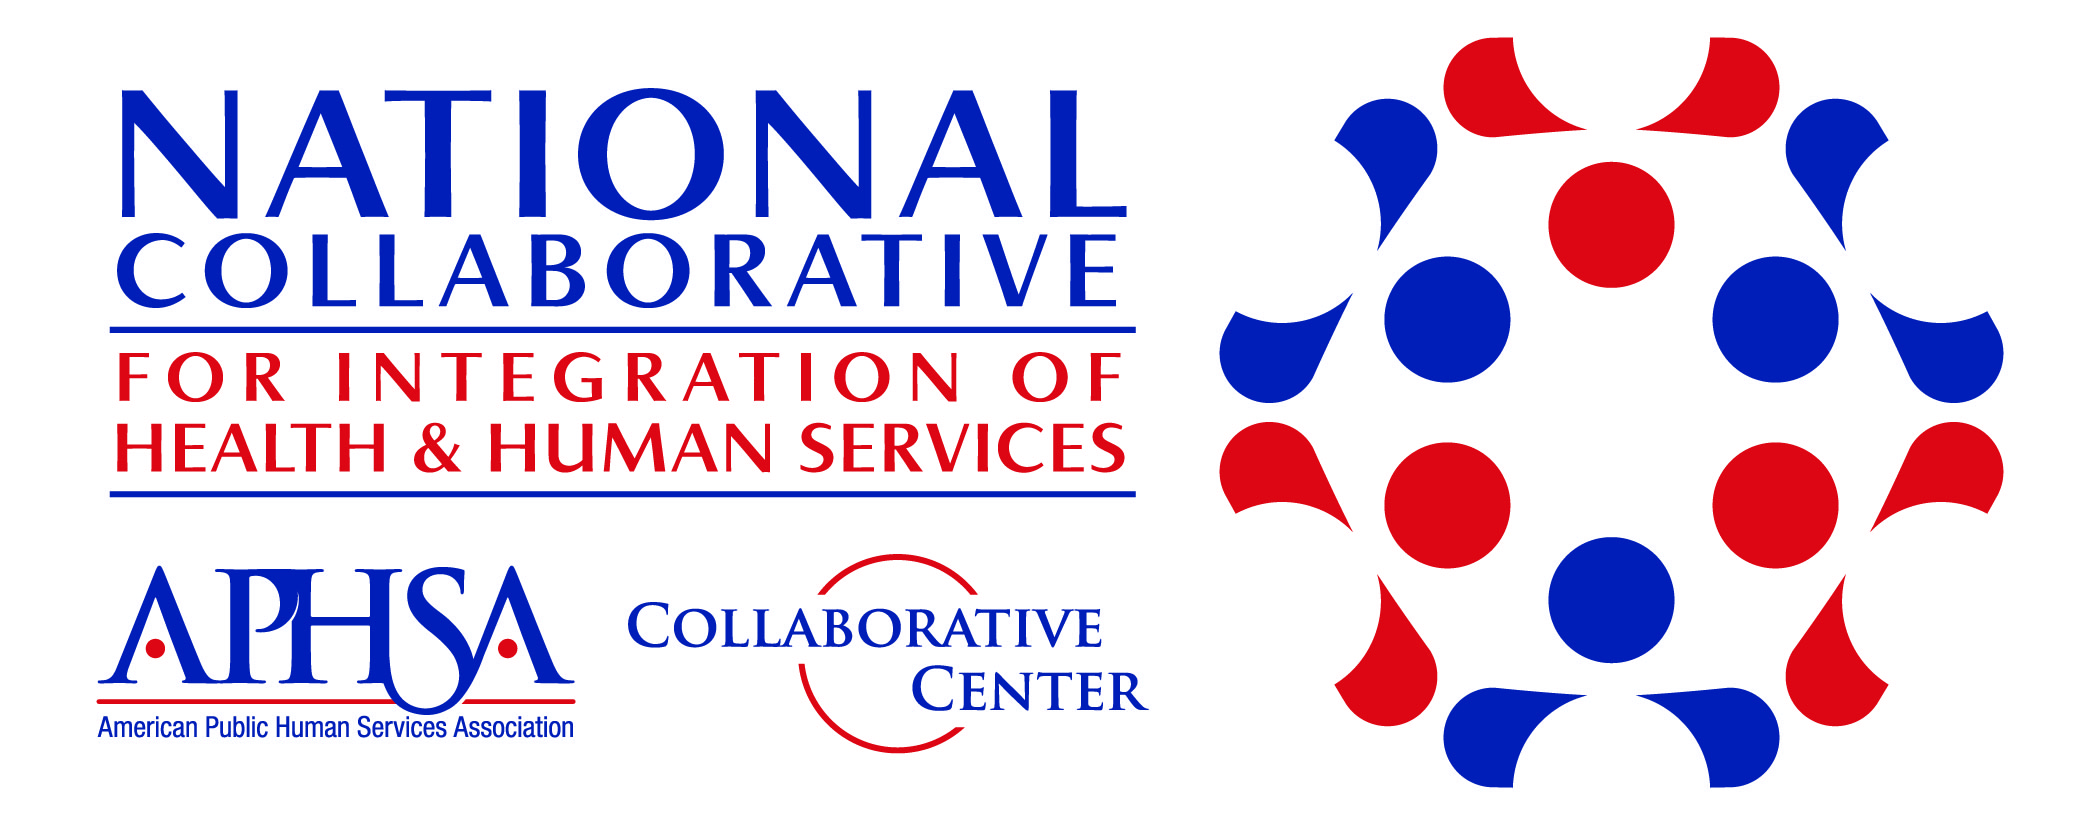 NATIONAL
COLLABORATIVE
FOR INTEGRATION OF
HEALTH & HUMAN SERVICES
APHSA
American Public Human Services Association
COLLABORATIVE
CENTER